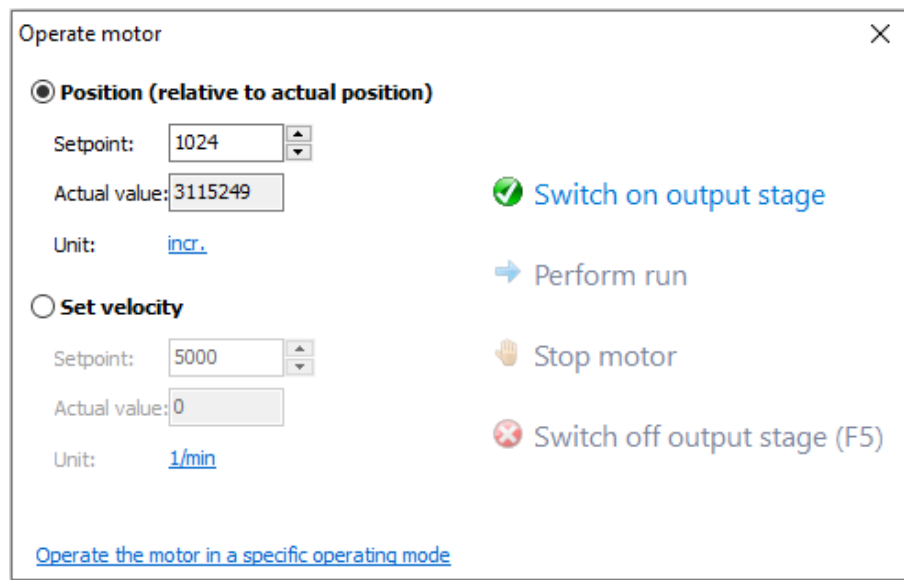 Operate motor
Position (relative to actual position)
Setpoint: 1024
Actual value: 3115249
Unit: incr.
Set velocity
Setpoint: 5000
Actual value: 0
Unit: 1/min
Switch on output stage
Perform run
Stop motor
Switch off output stage (F5)
Operate the motor in a specific operating mode